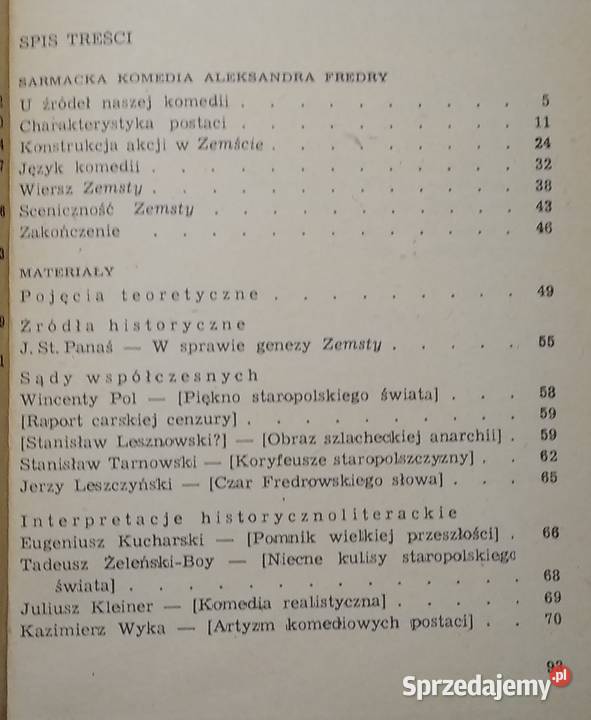 SPIS TREŚCI
SARMACKA KOMEDIA ALEKSANDRA FREDRY
U źródeł naszej komedii . . . . . . . . . . 5
Charakterystyka postaci . . . . . . . . . . 11
Konstrukcja akcji w Zemście . . . . . . . . . 24
Język komedii . . . . . . . . . . . . . 32
Wiersz Zemsty . . . . . . . . . . . . . 38
Sceniczność Zemsty . . . . . . . . . . . 43
Zakończenie . . . . . . . . . . . . . 46
MATERIAŁY
Pojęcia teoretyczne . . . . . . . . . 49
Źródła historyczne
J. St. Panaś — W sprawie genezy Zemsty . . . . . 55
Sądy współczesnych
Wincenty Pol — [Piękno staropolskiego świata] . . . 58
[Raport carskiej cenzury] . . . . . . . . . . 59
[Stanisław Lesznowski?] — [Obraz szlacheckiej anarchii] . 59
Stanisław Tarnowski — [Koryfeusze staropolszczyzny] . . 62
Jerzy Leszczyński — [Czar Fredrowskiego słowa] . . . 65
Interpretacje historycznoliterackie
Eugeniusz Kucharski — [Pomnik wielkiej przeszłości] . 66
Tadeusz Żeleński-Boy — [Niecne kulisy staropolskiego
świata] . . . . . . . . . . . . . 68
Juliusz Kleiner — [Komedia realistyczna] . . . . . 69
Kazimierz Wyka — [Artyzm komediowych postaci] . . 70
Sprzedajemy.pl